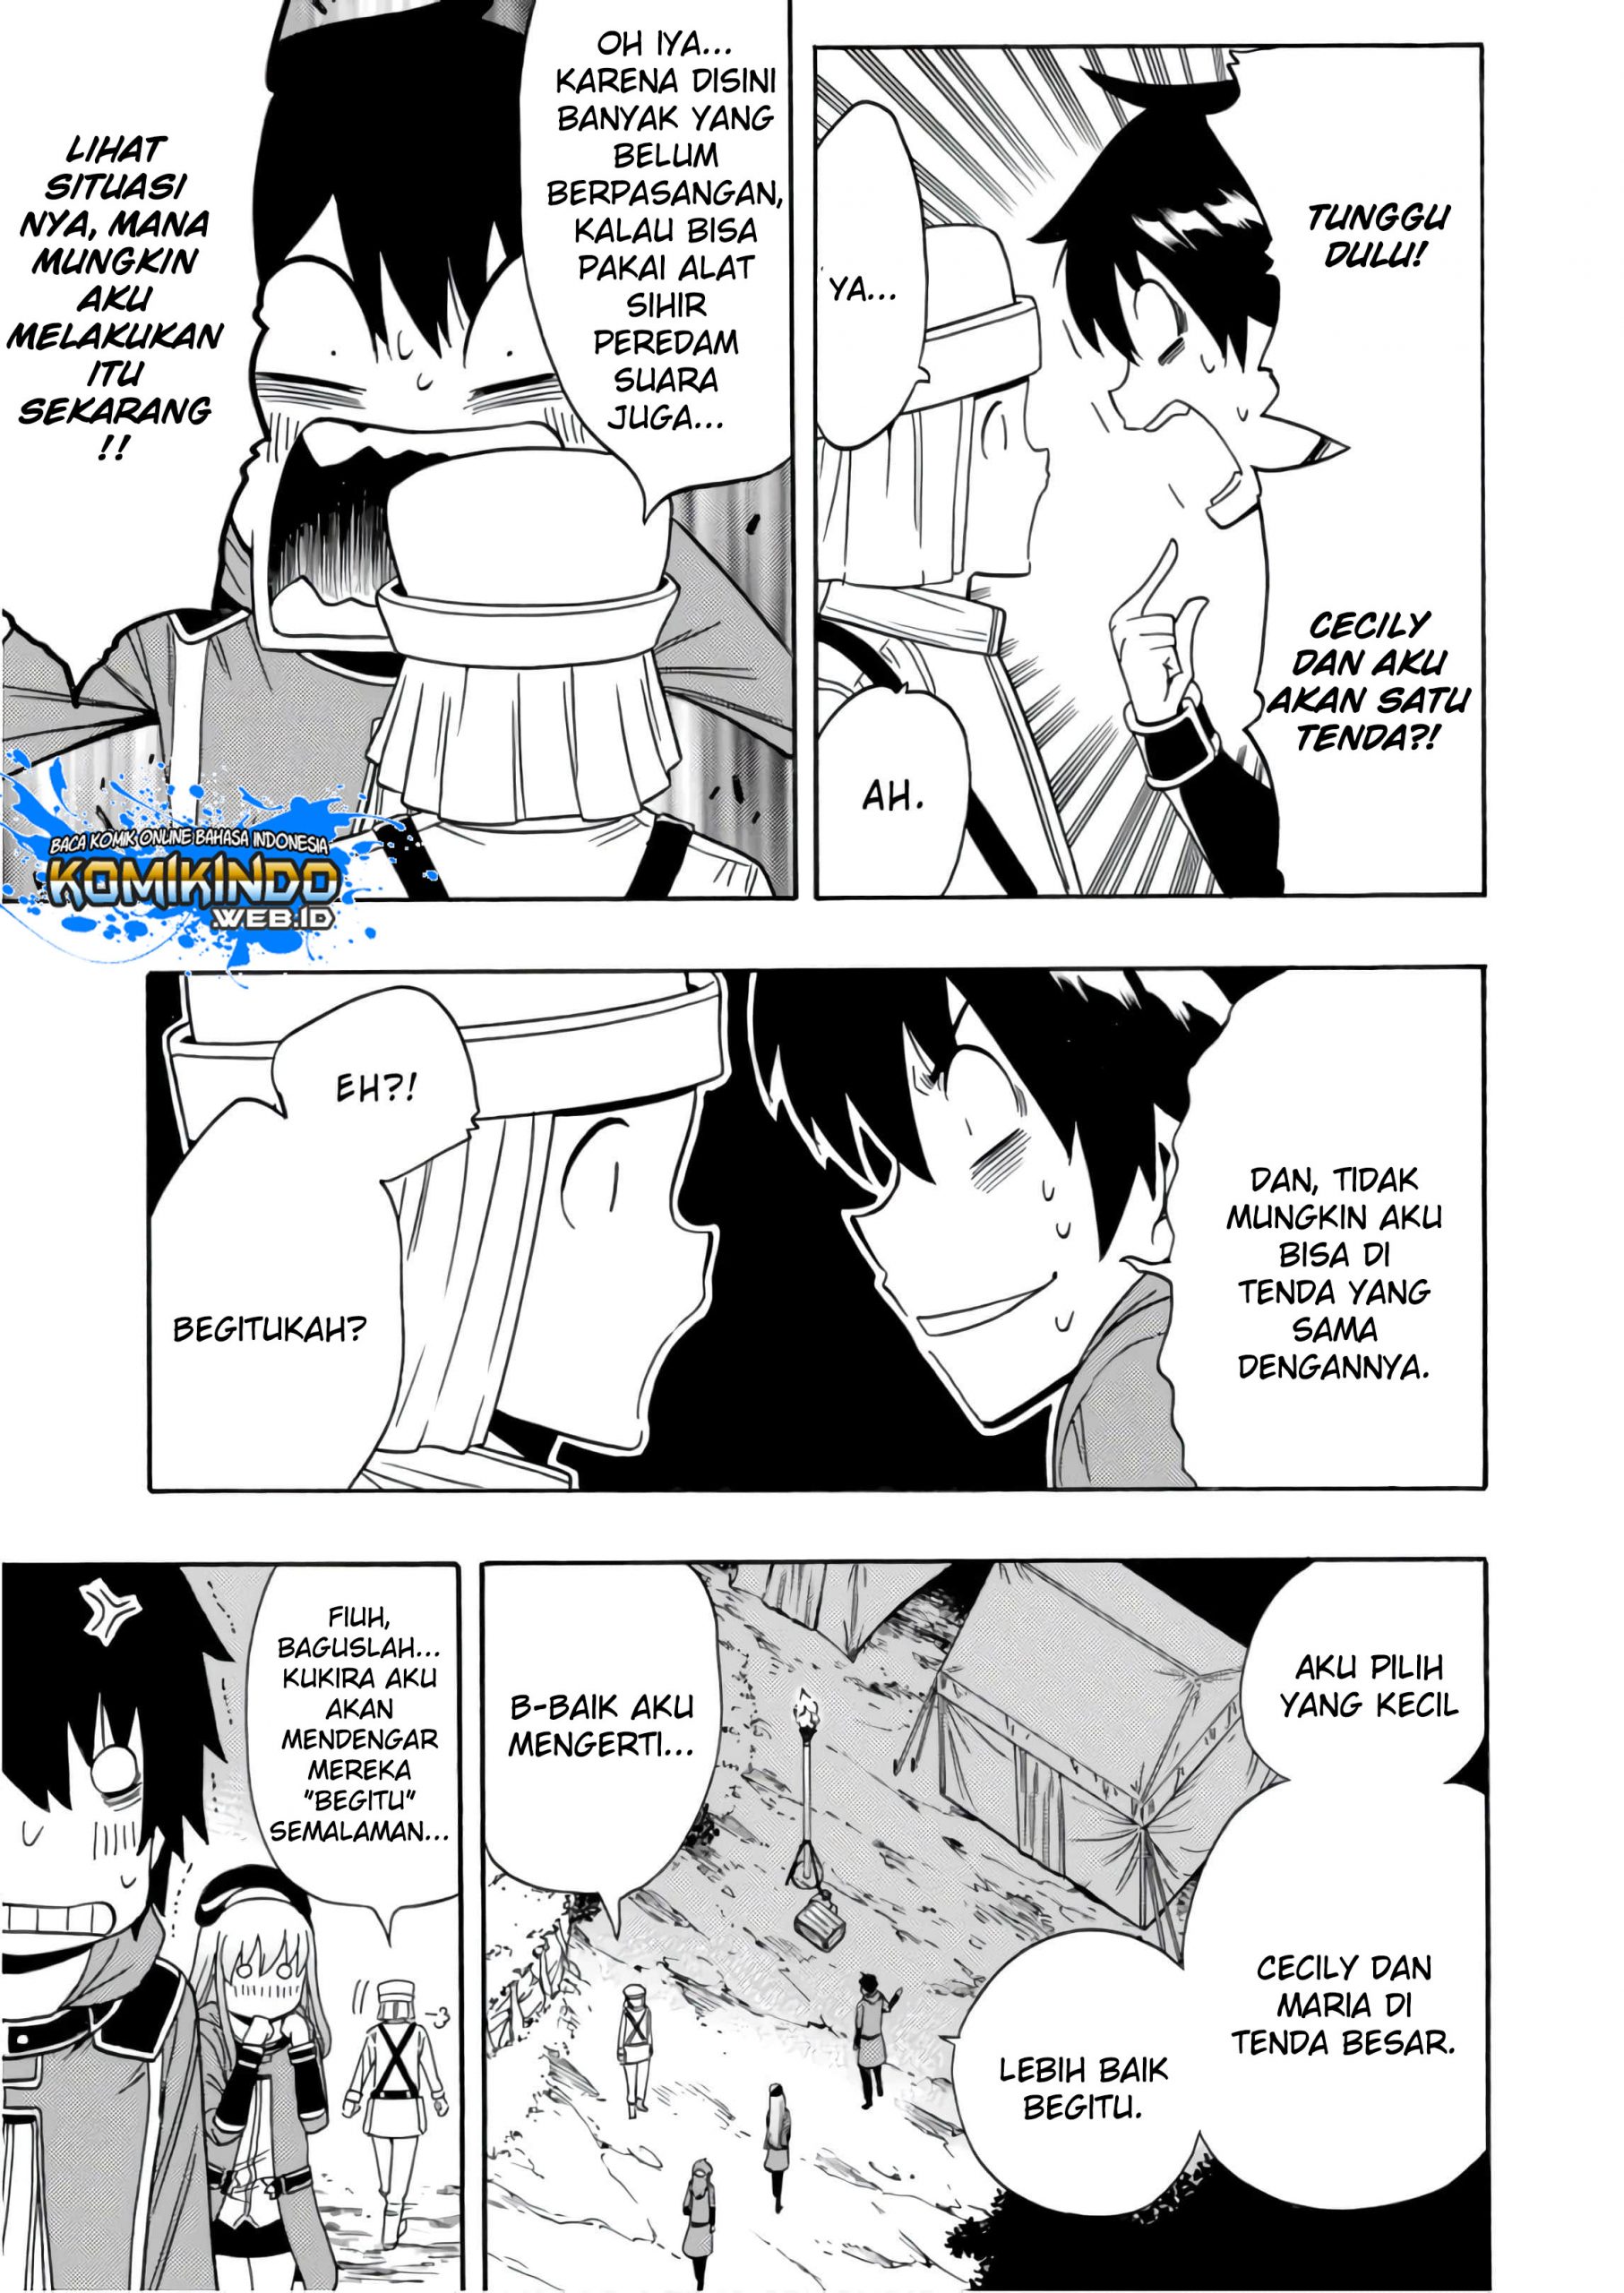 TUNGGU
DULU!
YA...
CECILY
DAN AKU
AKAN SATU
TENDA?!
AH.
OH IYA...
KARENA DISINI
BANYAK YANG
BELUM
BERPASANGAN,
KALAU BISA
PAKAI ALAT
SIHIR
PEREDAM
SUARA
JUGA...
LIHAT
SITUASI
NYA, MANA
MUNGKIN
AKU
MELAKUKAN
ITU
SEKARANG
!!
BACA KOMIK ONLINE BAHASA INDONESIA
KOMIKINDO
.WEB.ID
DAN, TIDAK
MUNGKIN AKU
BISA DI
TENDA YANG
SAMA
DENGANNYA.
EH?!
BEGITUKAH?
AKU PILIH
YANG KECIL
CECILY DAN
MARIA DI
TENDA BESAR.
LEBIH BAIK
BEGITU.
B-BAIK AKU
MENGERTI...
FIUH,
BAGUSLAH...
KUKIRA AKU
AKAN
MENDENGAR
MEREKA
"BEGITU"
SEMALAMAN...